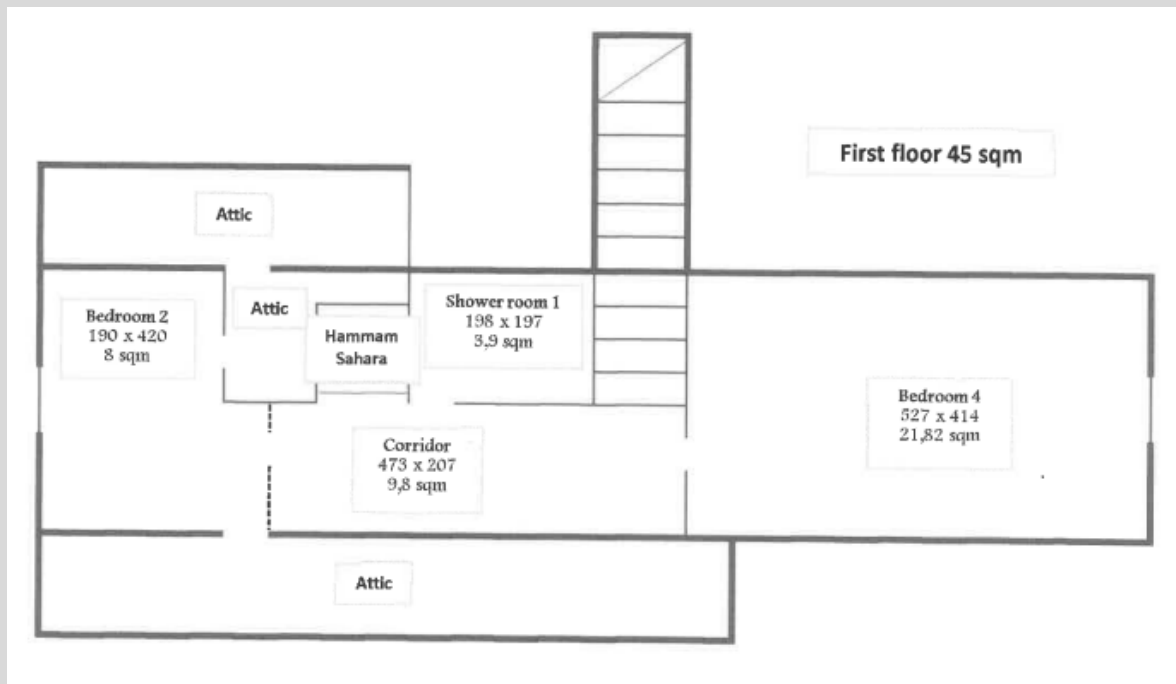 First floor 45 sqm
Attic
Attic
Bedroom 2
190 x 420
8 sqm
Hammam
Sahara
Shower room 1
198 x 197
3,9 sqm
Bedroom 4
527 x 414
21,82 sqm
Corridor
473 x 207
9,8 sqm
Attic